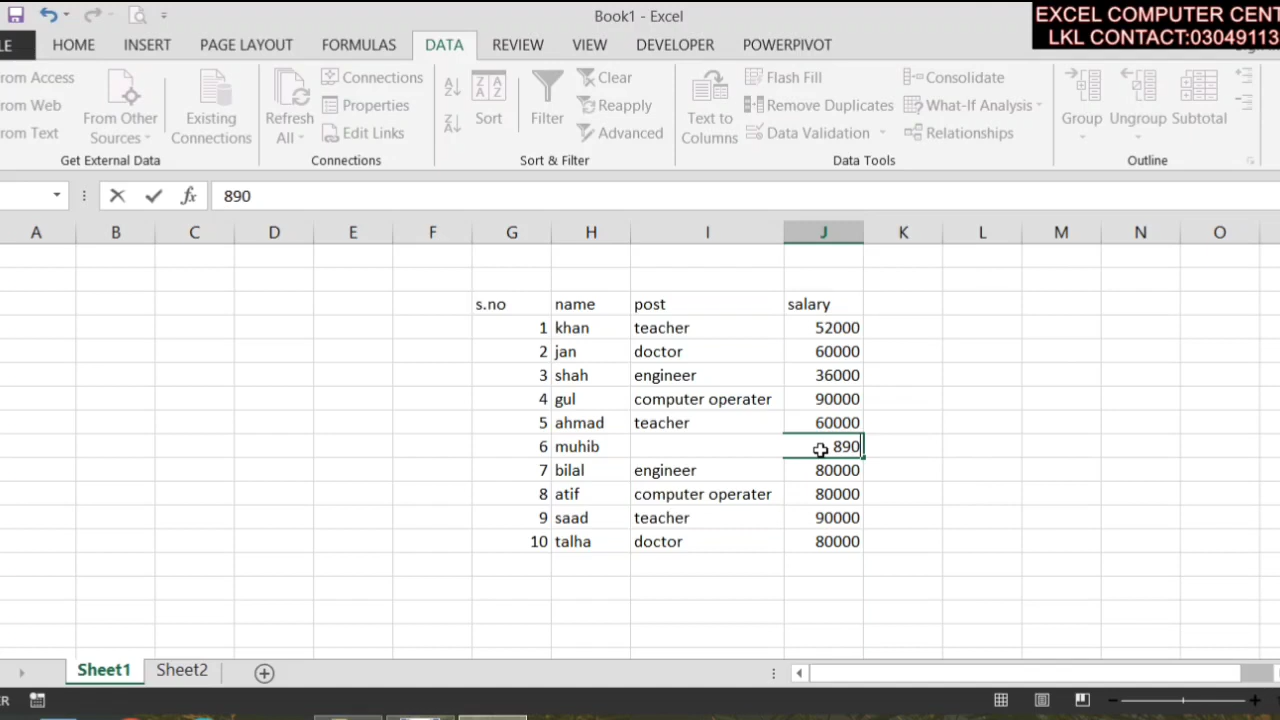 Book1 - Excel
EXCEL COMPUTER CENT
LKL CONTACT:03049113
LE
HOME
INSERT
PAGE LAYOUT
FORMULAS
DATA
REVIEW
VIEW
DEVELOPER
POWERPIVOT
rom Access
rom Web
rom Text
From Other
Sources
Existing
Connections
Get External Data
Refresh
All
Connections
Properties
Edit Links
Connections
Sort
Filter
Clear
Reapply
Advanced
Sort & Filter
Text to
Columns
Flash Fill
Remove Duplicates
Data Validation
Consolidate
What-If Analysis
Relationships
Data Tools
Group
Ungroup
Subtotal
Outline
fx
890
A B C D E F G H I J K L M N O
s.no name post salary
1 khan teacher 52000
2 jan doctor 60000
3 shah engineer 36000
4 gul computer operater 90000
5 ahmad teacher 60000
6 muhib 890
7 bilal engineer 80000
8 atif computer operater 80000
9 saad teacher 90000
10 talha doctor 80000
Sheet1
Sheet2